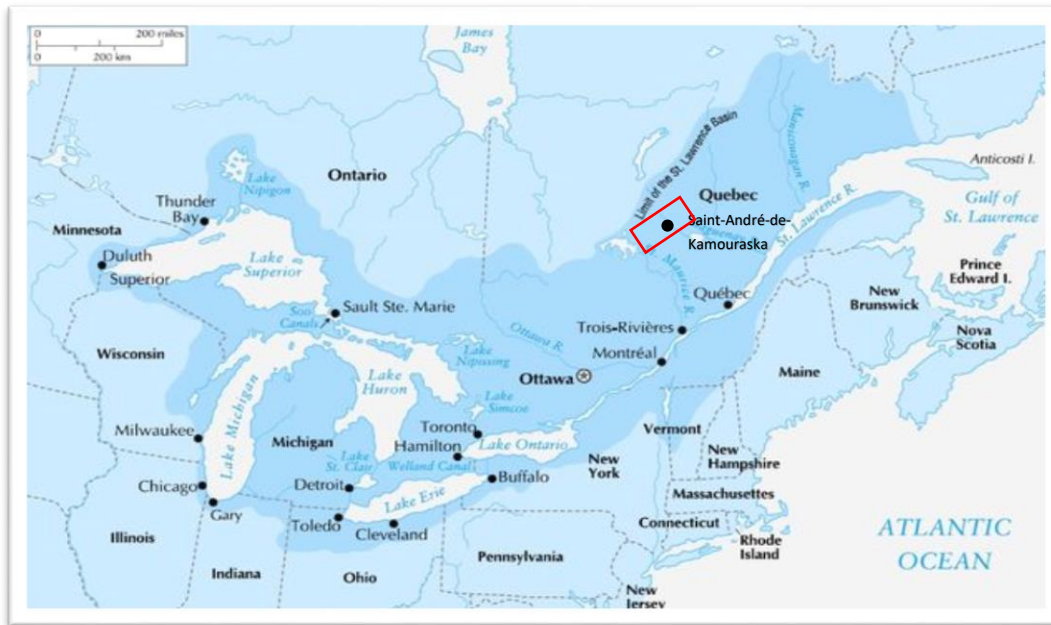 0 200 miles
0 200 km
James
Bay
Limit of the St. Lawrence Basin
Manicouagan R.
Anticosti I.
Gulf of
St. Lawrence
Lake
Nipigon
Ontario
Quebec
Saint-André-de-
Kamouraska
St. Lawrence R.
Thunder
Bay
Minnesota
Duluth
Superior
Lake
Superior
Prince
Edward I.
New
Brunswick
Nova
Scotia
Maurice R.
Québec
Sault Ste. Marie
Soo
Canals
Trois-Rivières
Wisconsin
Ottawa R.
Montréal
Lake
Nipissing
Ottawa
Maine
Lake
Huron
Lake
Simcoe
Lake Michigan
Toronto
Hamilton
Lake Ontario
Vermont
Milwaukee
Michigan
Lake
St. Clair
Welland Canal
New
York
New
Hampshire
Chicago
Detroit
Lake Erie
Buffalo
Massachusetts
Gary
Toledo
Cleveland
Connecticut
Rhode
Island
ATLANTIC
OCEAN
Illinois
Indiana
Ohio
Pennsylvania
New
Jersey